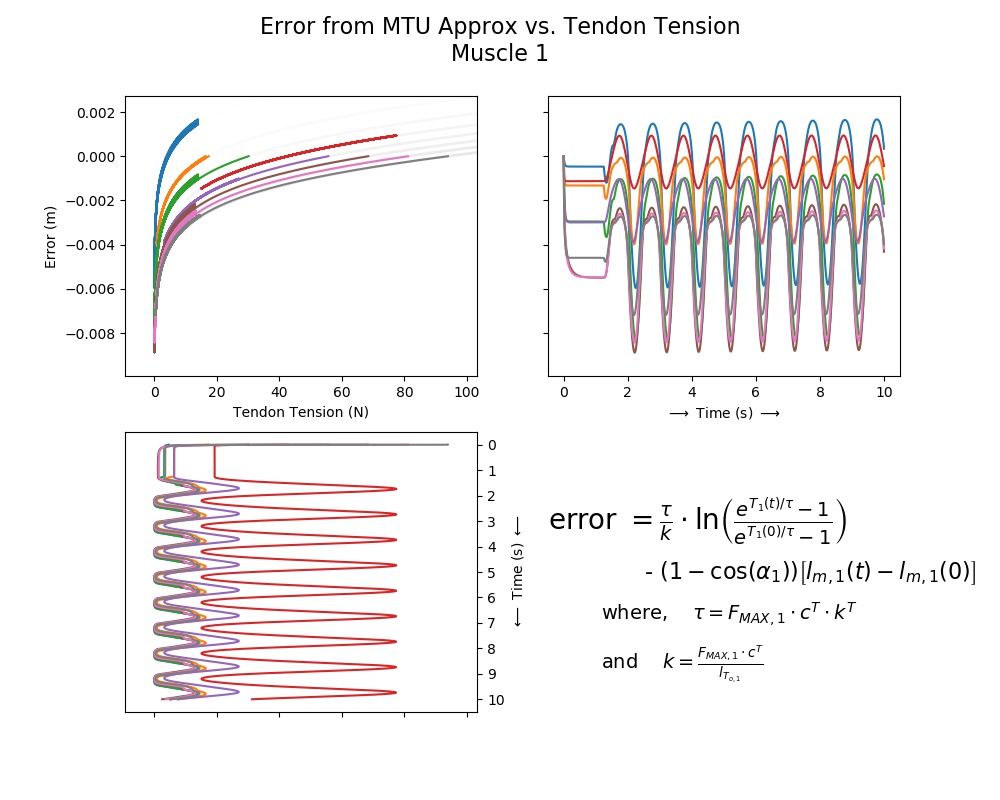 Error from MTU Approx vs. Tendon Tension
Muscle 1
0.002
0.000
−0.002
−0.004
−0.006
−0.008
Error (m)
0 20 40 60 80 100
Tendon Tension (N)
0 2 4 6 8 10
⟶ Time (s) ⟶
0
1
2
3
4
5
6
7
8
9
10
⟵ Time (s) ⟵
error = τ/k · ln((e^{T_1(t)/τ} − 1)/(e^{T_1(0)/τ} − 1))
- (1 − cos(α_1))[l_{m,1}(t) − l_{m,1}(0)]
where, τ = F_{MAX,1} · c^T · k^T
and k = F_{MAX,1} · c^T / l_{T_{o,1}}